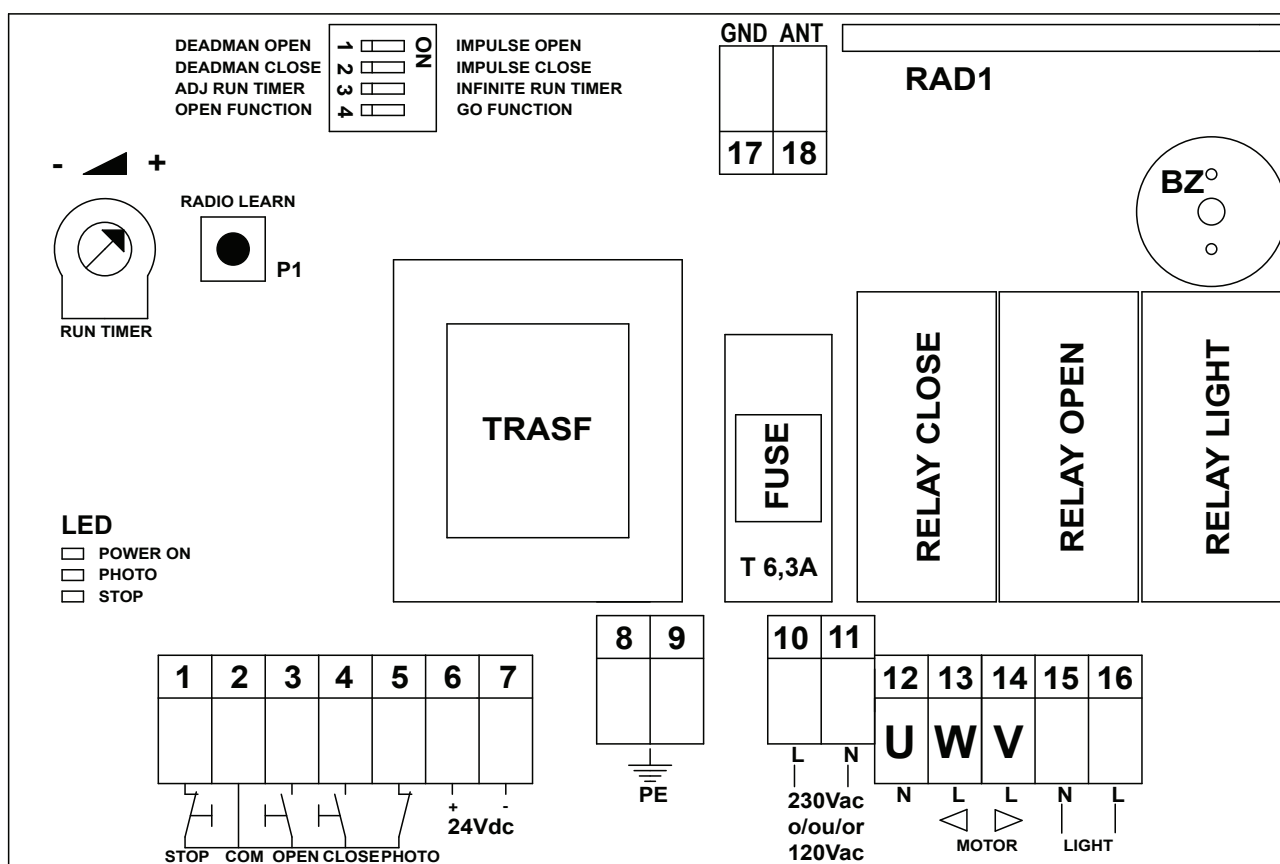 DEADMAN OPEN 1 IMPULSE OPEN
DEADMAN CLOSE 2 IMPULSE CLOSE
ADJ RUN TIMER 3 INFINITE RUN TIMER
OPEN FUNCTION 4 GO FUNCTION
ON
GND ANT
17 18
RAD1
BZ
- +
RUN TIMER
RADIO LEARN
P1
TRASF
FUSE
T 6,3A
RELAY CLOSE
RELAY OPEN
RELAY LIGHT
LED
POWER ON
PHOTO
STOP
1 2 3 4 5 6 7
+ -
24Vdc
STOP COM OPEN CLOSE PHOTO
8 9
PE
10 11
L N
230Vac
o/ou/or
120Vac
12 13 14 15 16
U W V
N L L N L
MOTOR LIGHT